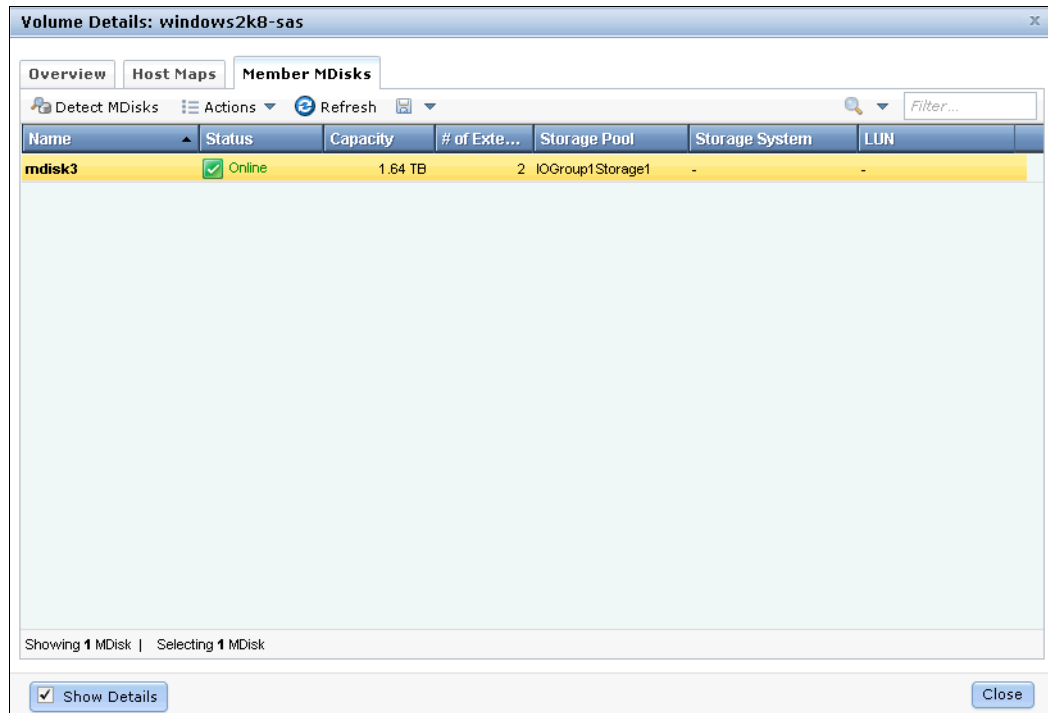 Volume Details: windows2k8-sas x
Overview Host Maps Member MDisks
Detect MDisks Actions Refresh Filter...
Name Status Capacity # of Exte... Storage Pool Storage System LUN
mdisk3 Online 1.64 TB 2 IOGroup1Storage1 - -
Showing 1 MDisk | Selecting 1 MDisk
Show Details Close